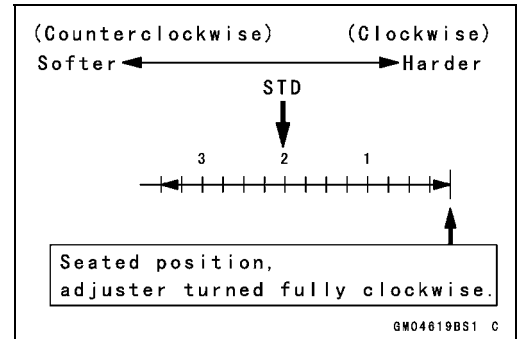 (Counterclockwise) (Clockwise)
Softer Harder
STD
3 2 1
Seated position,
adjuster turned fully clockwise.
GM04619BS1 C